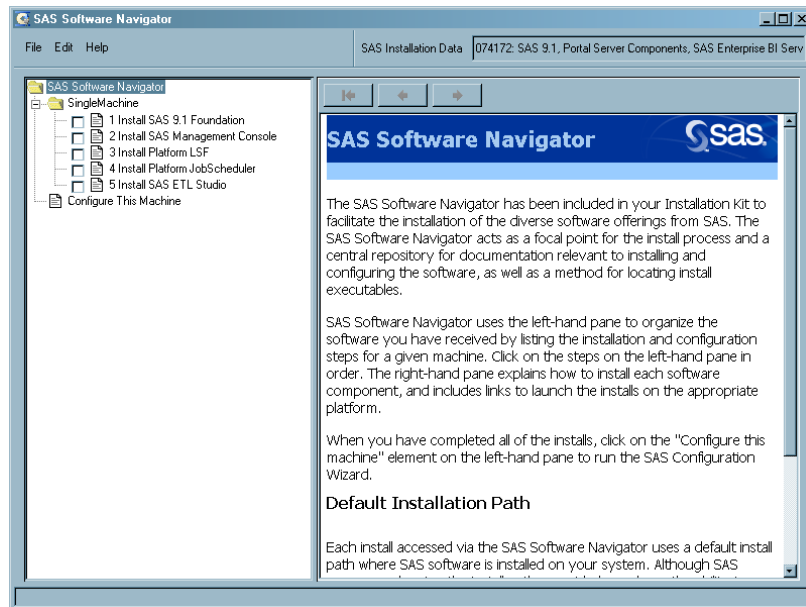 SAS Software Navigator
File Edit Help
SAS Installation Data 074172: SAS 9.1, Portal Server Components, SAS Enterprise BI Serv
SAS Software Navigator
SingleMachine
1 Install SAS 9.1 Foundation
2 Install SAS Management Console
3 Install Platform LSF
4 Install Platform JobScheduler
5 Install SAS ETL Studio
Configure This Machine
SAS Software Navigator
sas.
The SAS Software Navigator has been included in your Installation Kit to
facilitate the installation of the diverse software offerings from SAS. The
SAS Software Navigator acts as a focal point for the install process and a
central repository for documentation relevant to installing and
configuring the software, as well as a method for locating install
executables.
SAS Software Navigator uses the left-hand pane to organize the
software you have received by listing the installation and configuration
steps for a given machine. Click on the steps on the left-hand pane in
order. The right-hand pane explains how to install each software
component, and includes links to launch the installs on the appropriate
platform.
When you have completed all of the installs, click on the "Configure this
machine" element on the left-hand pane to run the SAS Configuration
Wizard.
Default Installation Path
Each install accessed via the SAS Software Navigator uses a default install
path where SAS software is installed on your system. Although SAS